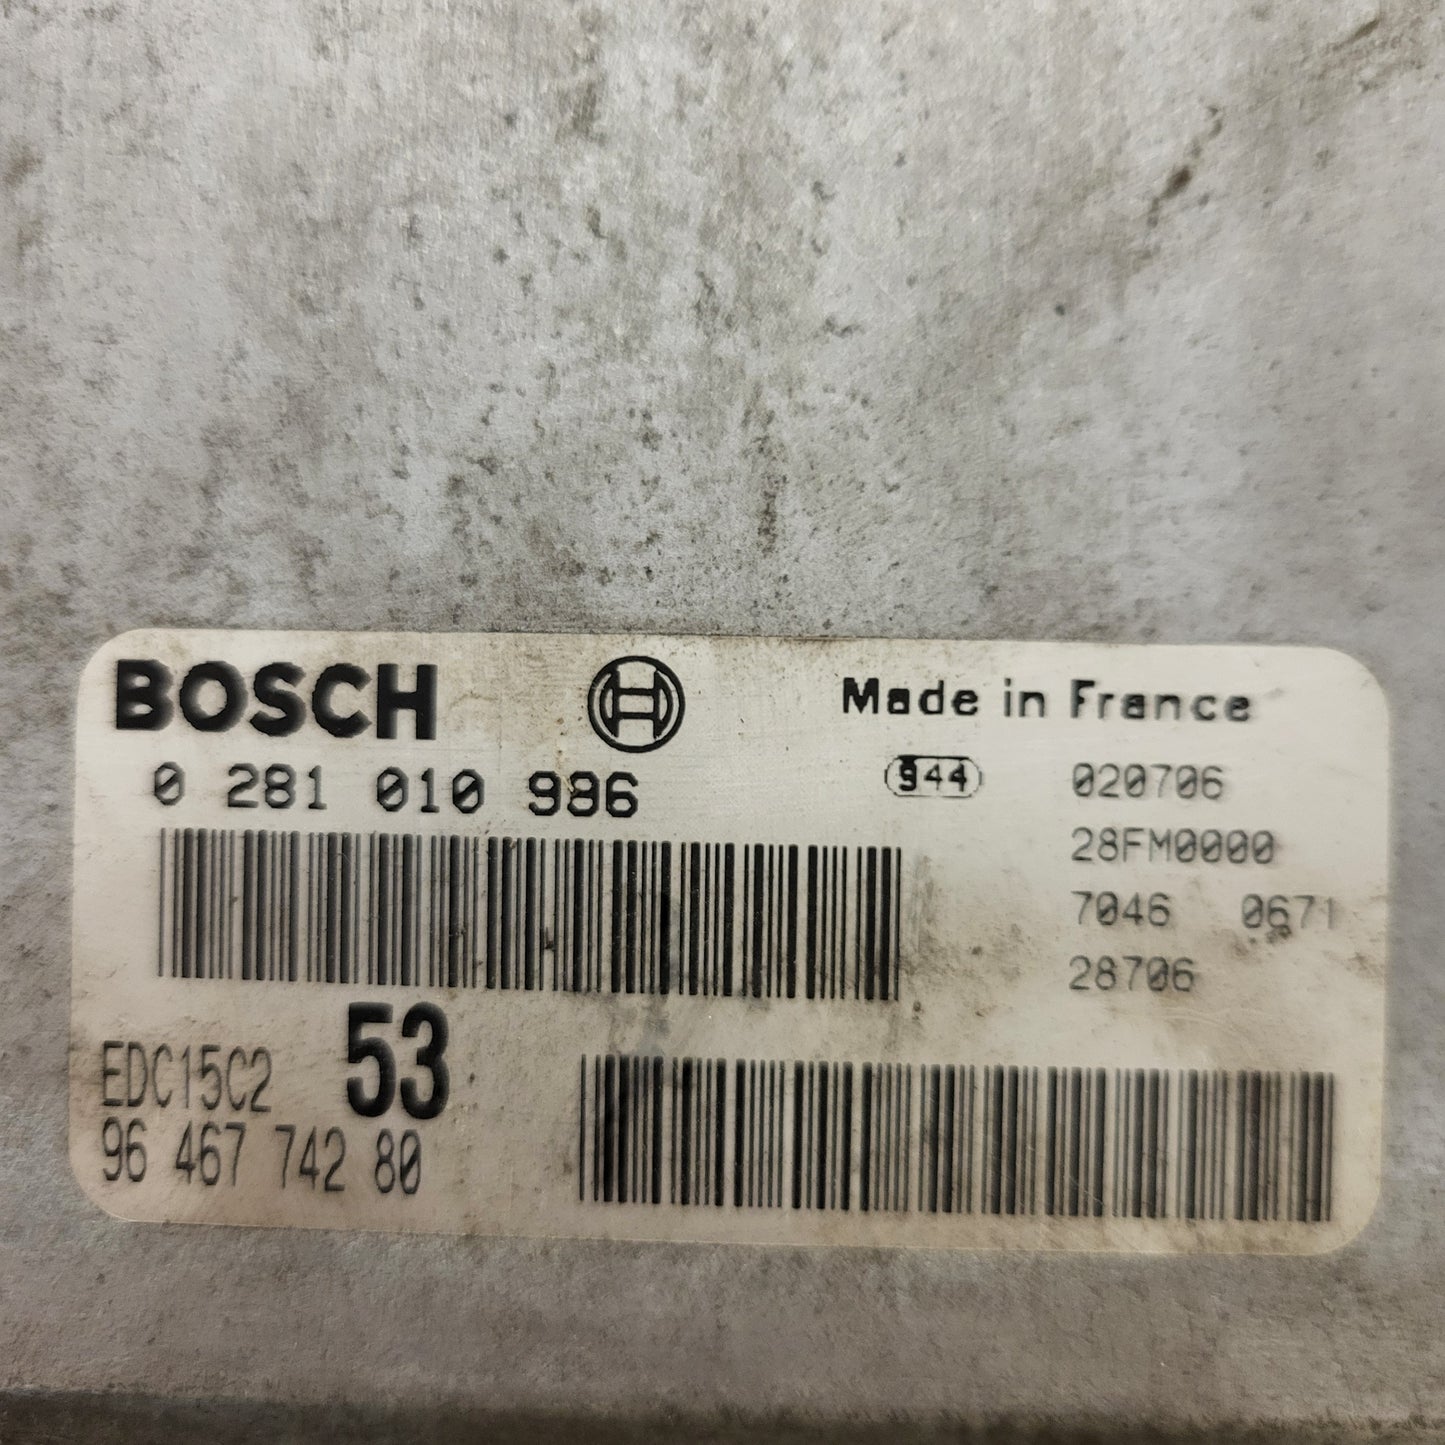 BOSCH
Made in France
0 281 010 996
944
020706
28FM0000
7046 0671
28706
EDC15C2 53
96 467 742 80